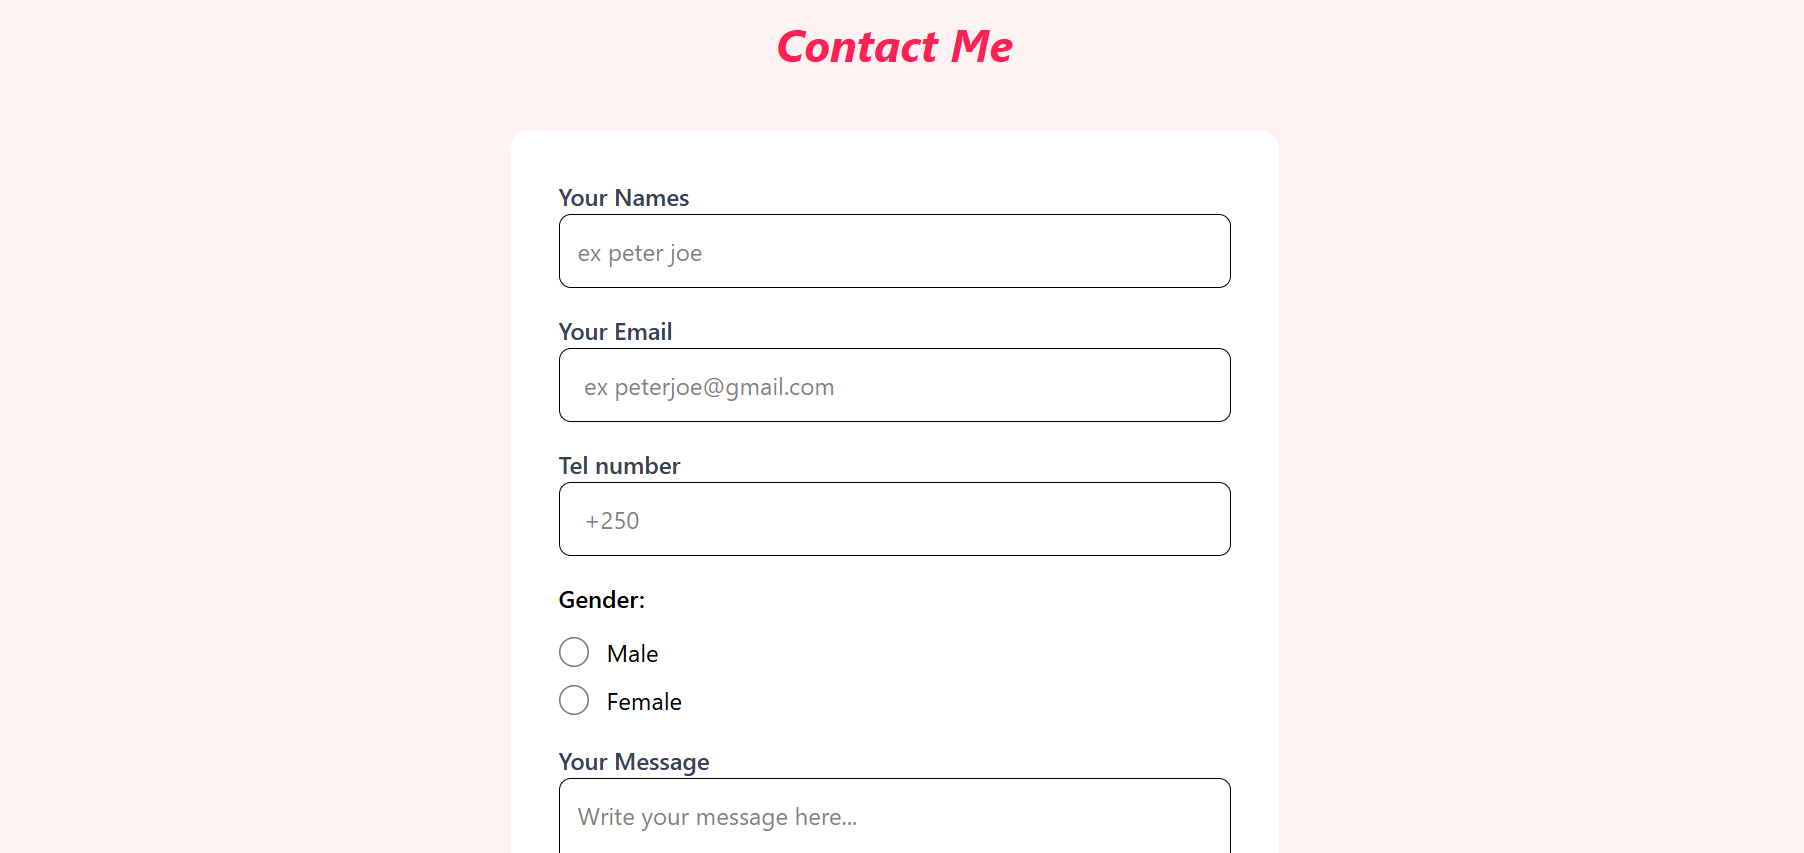 Contact Me
Your Names
ex peter joe
Your Email
ex peterjoe@gmail.com
Tel number
+250
Gender:
Male
Female
Your Message
Write your message here...